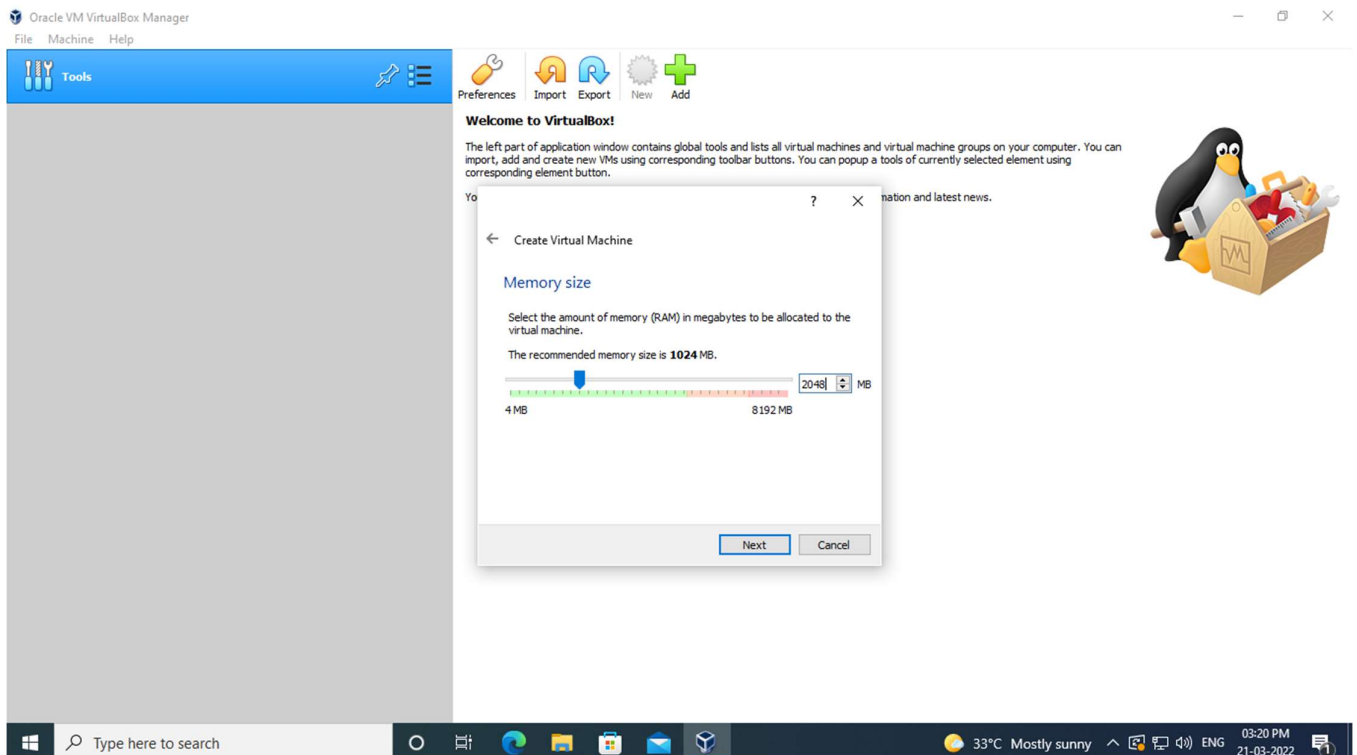 Oracle VM VirtualBox Manager
File Machine Help
Tools
Preferences Import Export New Add
Welcome to VirtualBox!
The left part of application window contains global tools and lists all virtual machines and virtual machine groups on your computer. You can
import, add and create new VMs using corresponding toolbar buttons. You can popup a tools of currently selected element using
corresponding element button.
Yo
mation and latest news.
?
Create Virtual Machine
Memory size
Select the amount of memory (RAM) in megabytes to be allocated to the
virtual machine.
The recommended memory size is 1024 MB.
2048 MB
4 MB 8192 MB
Next Cancel
Type here to search
33°C Mostly sunny ENG 03:20 PM
21-03-2022
1